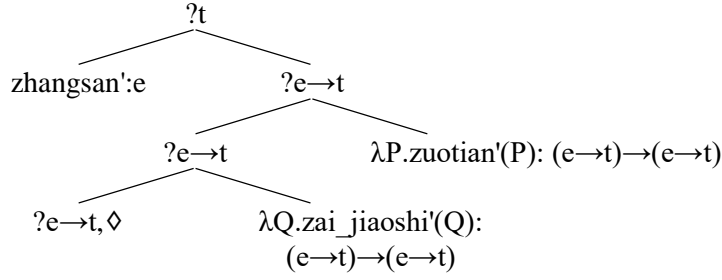 ?t
zhangsan':e ?e→t
?e→t λP.zuotian'(P): (e→t)→(e→t)
?e→t,◊ λQ.zai_jiaoshi'(Q):
(e→t)→(e→t)